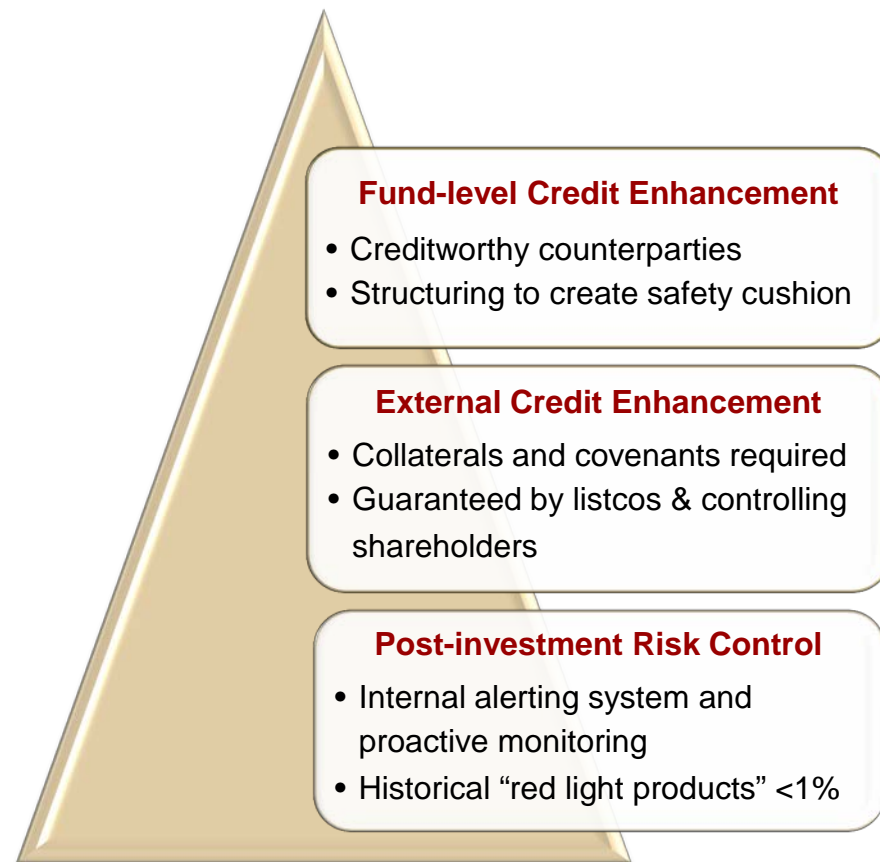 Fund-level Credit Enhancement
• Creditworthy counterparties
• Structuring to create safety cushion
External Credit Enhancement
• Collaterals and covenants required
• Guaranteed by listcos & controlling
shareholders
Post-investment Risk Control
• Internal alerting system and
proactive monitoring
• Historical “red light products” <1%